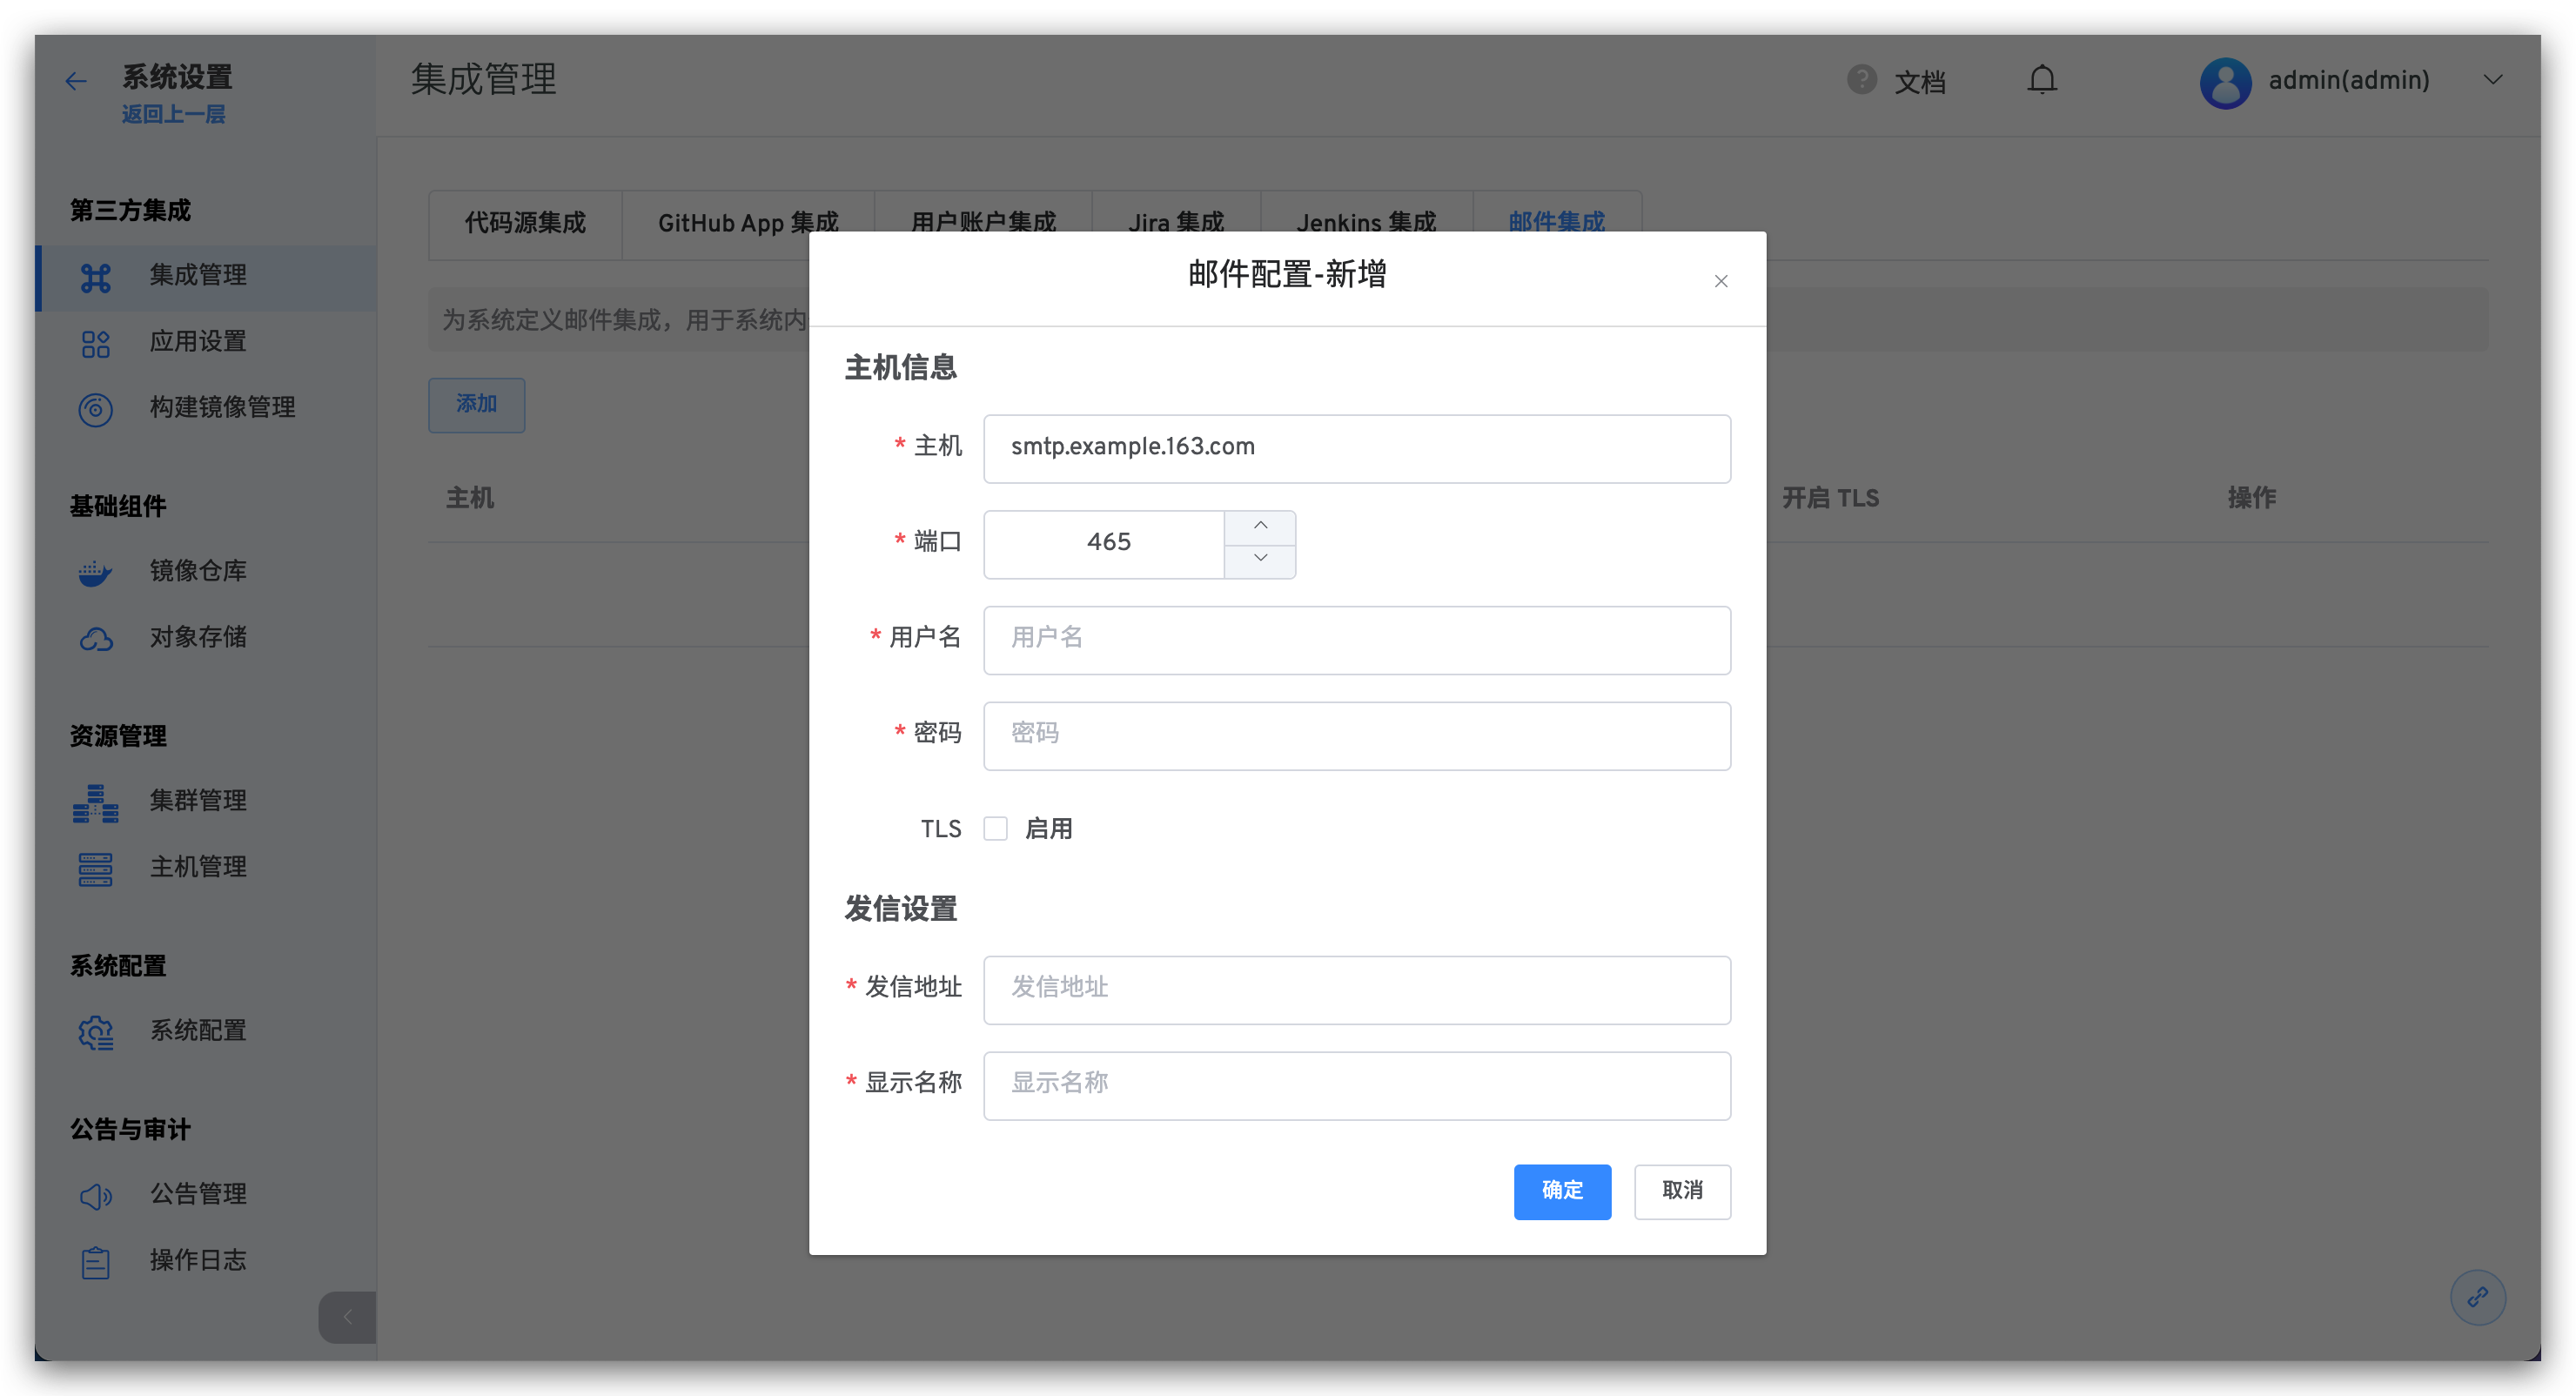 系统设置
返回上一层
集成管理
文档
admin(admin)
第三方集成
集成管理
应用设置
构建镜像管理
基础组件
镜像仓库
对象存储
资源管理
集群管理
主机管理
系统配置
系统配置
公告与审计
公告管理
操作日志
代码源集成
GitHub App 集成
用户账户集成
Jira 集成
Jenkins 集成
邮件集成
为系统定义邮件集成，用于系统内
添加
主机
开启 TLS
操作
邮件配置-新增
主机信息
* 主机 smtp.example.163.com
* 端口 465
* 用户名 用户名
* 密码 密码
TLS 启用
发信设置
* 发信地址 发信地址
* 显示名称 显示名称
确定 取消